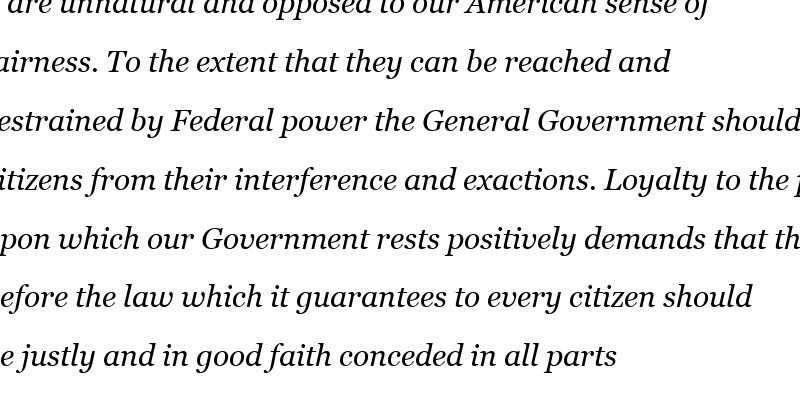 are unnatural and opposed to our American sense of
airness. To the extent that they can be reached and
estrained by Federal power the General Government should
itizens from their interference and exactions. Loyalty to the
pon which our Government rests positively demands that th
efore the law which it guarantees to every citizen should
e justly and in good faith conceded in all parts